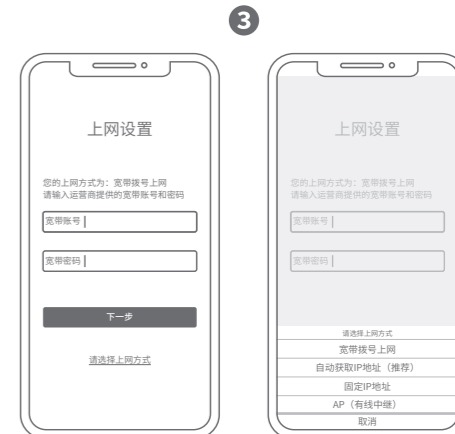 3
上网设置
您的上网方式为：宽带拨号上网
请输入运营商提供的宽带账号和密码
宽带账号
宽带密码
下一步
请选择上网方式
上网设置
您的上网方式为：宽带拨号上网
请输入运营商提供的宽带账号和密码
宽带账号
宽带密码
请选择上网方式
宽带拨号上网
自动获取IP地址（推荐）
固定IP地址
AP（有线中继）
取消